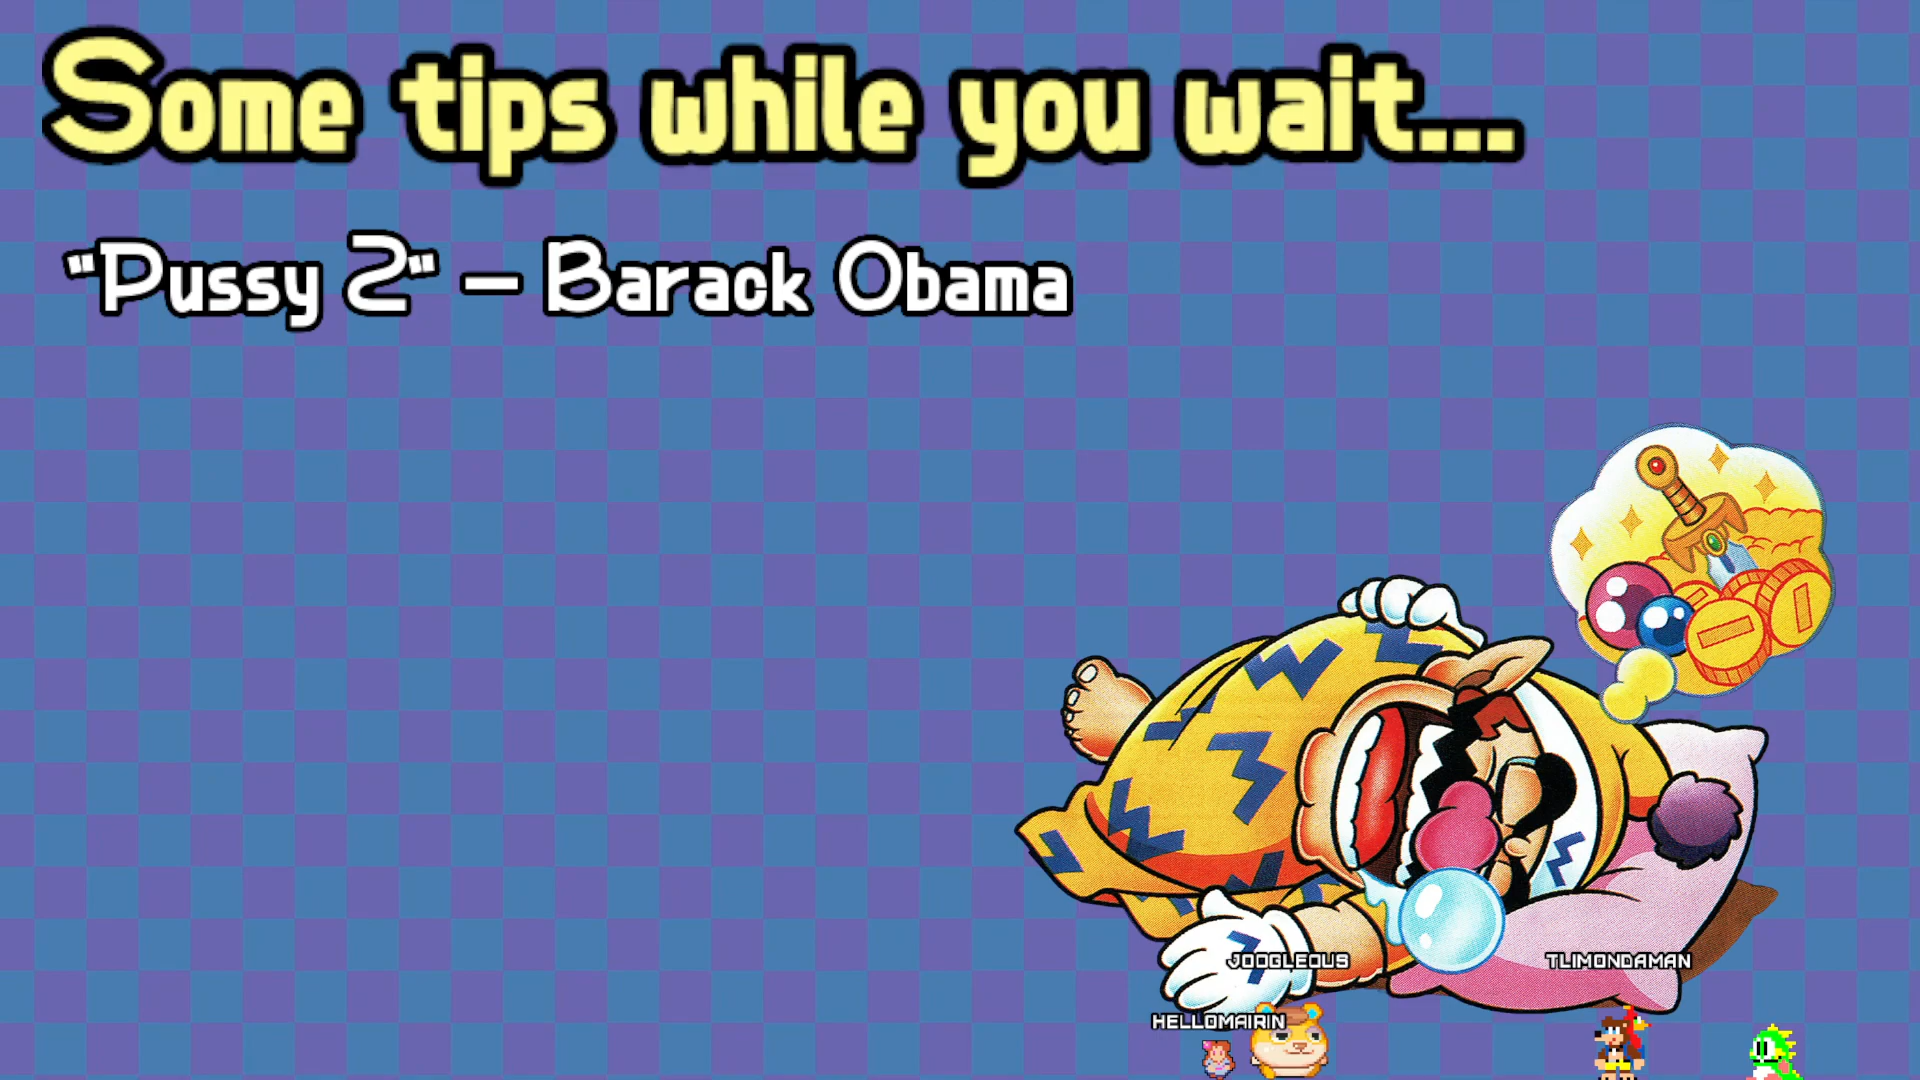 Some tips while you wait...
"Pussy 2" - Barack Obama
JOOGLEOUS
TLIMONDAMAN
HELLOMAIRIN